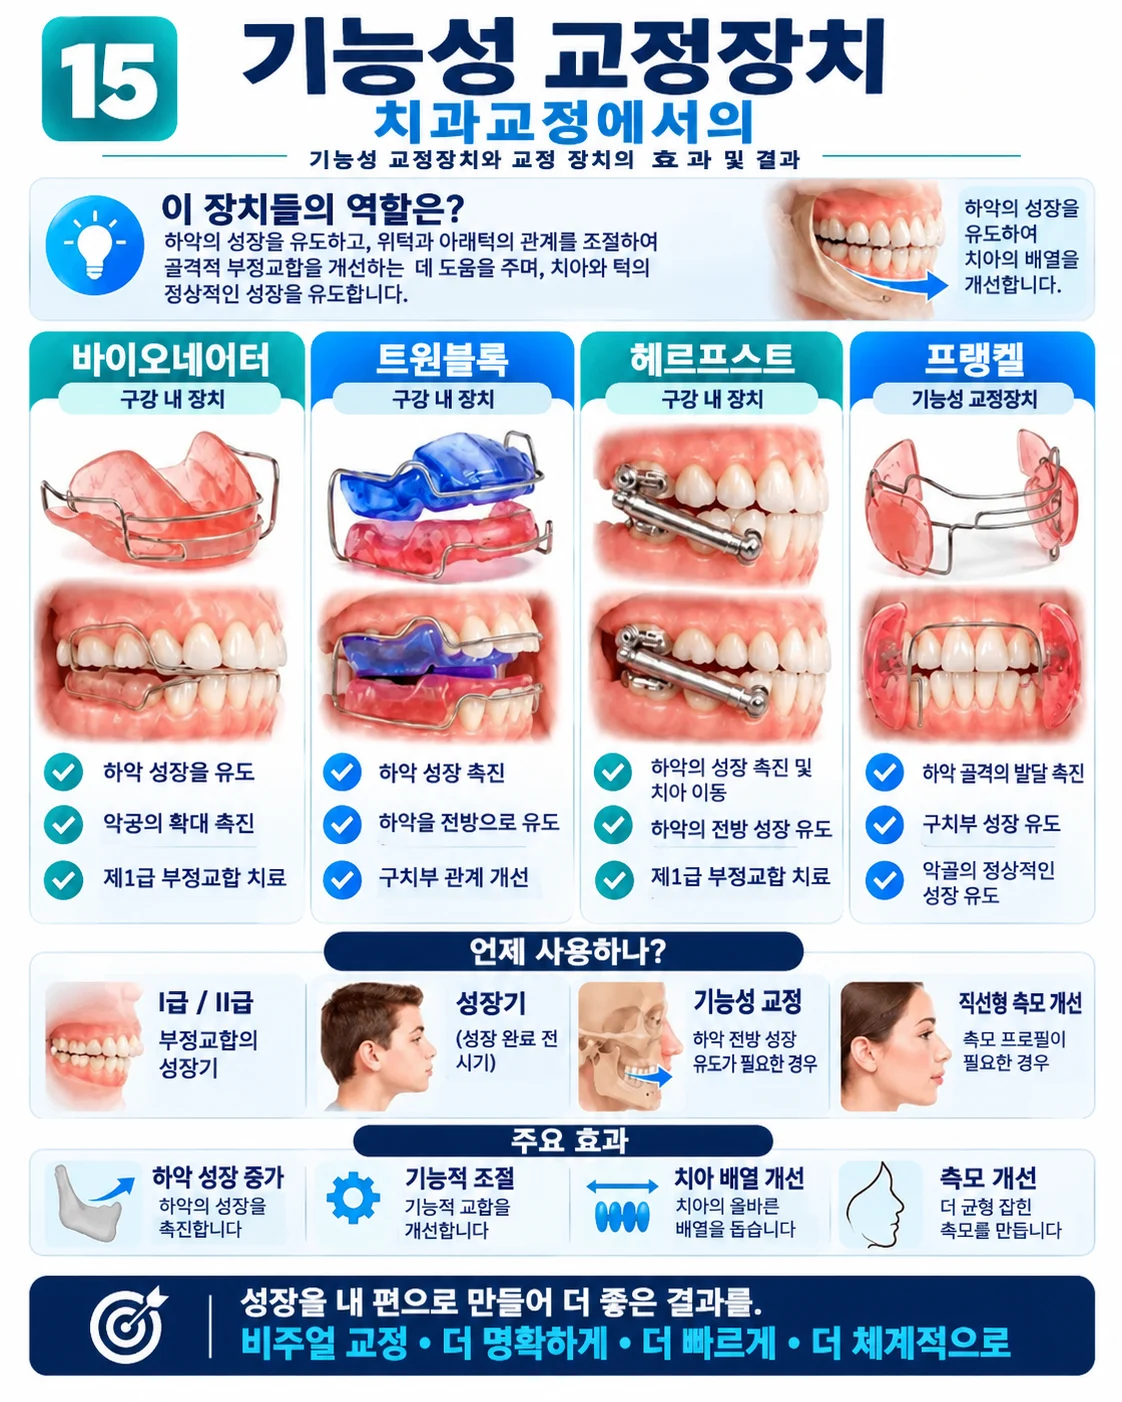 15
기능성 교정장치
치과교정에서의
기능성 교정장치와 교정 장치의 효과 및 결과
이 장치들의 역할은?
하악의 성장을 유도하고, 위턱과 아래턱의 관계를 조절하여
골격적 부정교합을 개선하는 데 도움을 주며, 치아와 턱의
정상적인 성장을 유도합니다.
하악의 성장을
유도하여
치아의 배열을
개선합니다.
바이오네어터
구강 내 장치
하악 성장을 유도
악궁의 확대 촉진
제1급 부정교합 치료
트윈블록
구강 내 장치
하악 성장 촉진
하악을 전방으로 유도
구치부 관계 개선
헤르프스트
구강 내 장치
하악의 성장 촉진 및
치아 이동
하악의 전방 성장 유도
제1급 부정교합 치료
프랭켈
기능성 교정장치
하악 골격의 발달 촉진
구치부 성장 유도
악골의 정상적인
성장 유도
언제 사용하나?
I급 / II급
부정교합의
성장기
성장기
(성장 완료 전
시기)
기능성 교정
하악 전방 성장
유도가 필요한 경우
직선형 측모 개선
측모 프로필이
필요한 경우
주요 효과
하악 성장 증가
하악의 성장을
촉진합니다
기능적 조절
기능적 교합을
개선합니다
치아 배열 개선
치아의 올바른
배열을 돕습니다
측모 개선
더 균형 잡힌
측모를 만듭니다
성장을 내 편으로 만들어 더 좋은 결과를.
비주얼 교정 • 더 명확하게 • 더 빠르게 • 더 체계적으로